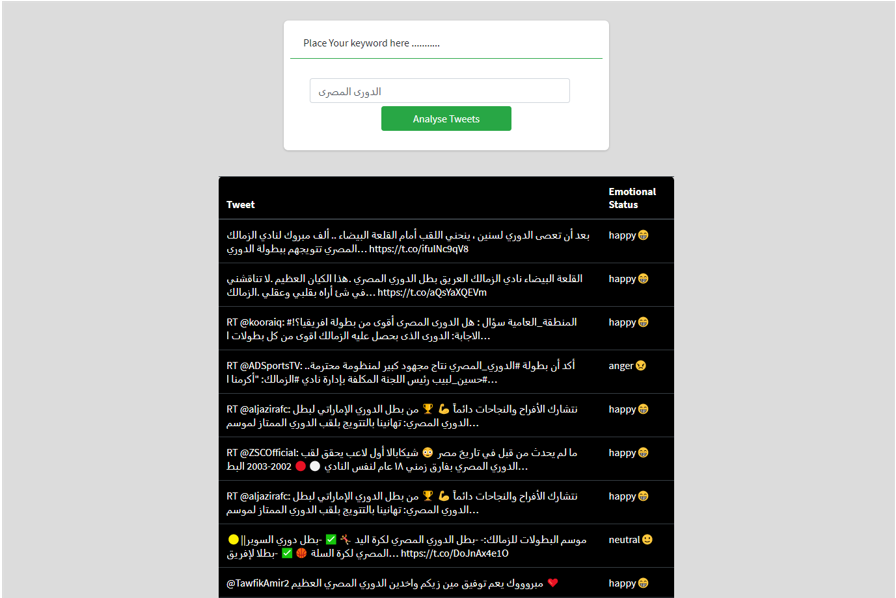 Place Your keyword here ...........
الدورى المصرى
Analyse Tweets
Tweet
Emotional Status
بعد أن تعصى الدوري لسنين ، ينحني اللقب أمام القلعة البيضاء .. ألف مبروك لنادي الزمالك
المصري تتويجهم ببطولة الدوري… https://t.co/ifuINc9qV8
happy😁
القلعة البيضاء نادي الزمالك العريق بطل الدوري المصري .هذا الكيان العظيم .لا تناقشني
في شئ أراه بقلبي وعقلي .الزمالك… https://t.co/aQsYaXQEVm
happy😁
RT @kooraiq: #المنطقة_العامية سؤال : هل الدورى المصرى أقوى من بطولة افريقيا؟!
الاجابة: الدورى الذى يحصل عليه الزمالك اقوى من كل بطولات ا…
happy😁
RT @ADSportsTV: ..أكد أن بطولة #الدوري_المصري نتاج مجهود كبير لمنظومة محترمة
#حسين_لبيب رئيس اللجنة المكلفة بإدارة نادي #الزمالك: "أكرمنا ا…
anger😠
RT @aljazirafc: نتشارك الأفراح والنجاحات دائماً 💪 🏆 من بطل الدوري الإماراتي لبطل
الدوري المصري: تهانينا بالتتويج بلقب الدوري الممتاز لموسم…
happy😁
RT @ZSCOfficial: ما لم يحدث من قبل في تاريخ مصر 😳 شيكابالا أول لاعب يحقق لقب
الدوري المصري بفارق زمني ١٨ عام لنفس النادي ⚪ 🔴 2002-2003 البط…
happy😁
RT @aljazirafc: نتشارك الأفراح والنجاحات دائماً 💪 🏆 من بطل الدوري الإماراتي لبطل
الدوري المصري: تهانينا بالتتويج بلقب الدوري الممتاز لموسم…
happy😁
موسم البطولات للزمالك:- -بطل الدوري المصري لكرة اليد 🤾 ✅ -بطل دوري السوبر||🟡
المصري لكرة السلة 🏀 ✅ -بطلا لإفريق… https://t.co/DoJnAx4e1O
neutral😃
@TawfikAmir2 مبروووك يعم توفيق مين زيكم واخدين الدوري المصري العظيم ❤️
happy😁